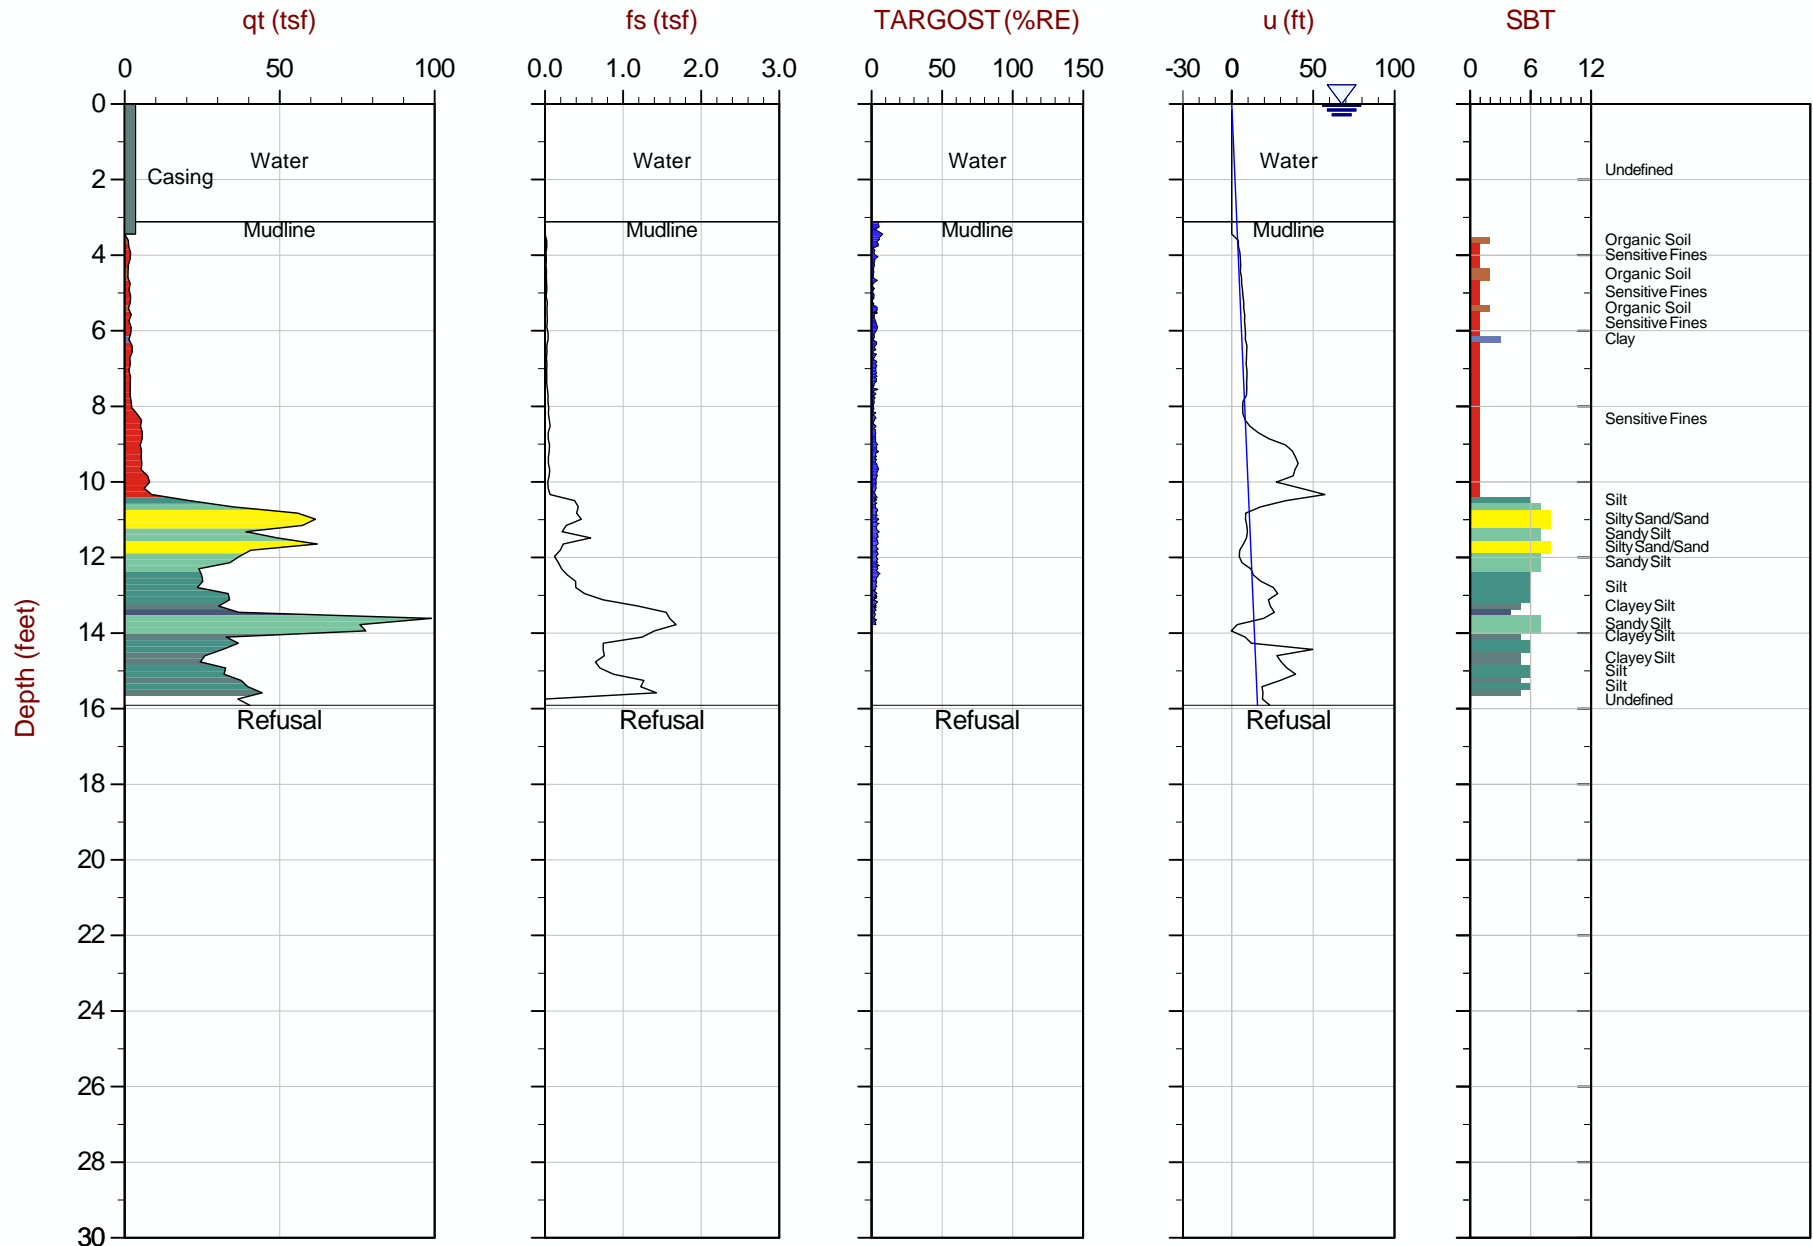 qt (tsf) fs (tsf) TARGOST (%RE) u (ft) SBT
0 50 100 0.0 1.0 2.0 3.0 0 50 100 150 -30 0 50 100 0 6 12
0
Water Water Water Water
Casing Undefined
2
Mudline Mudline Mudline Mudline
Organic Soil
4 Sensitive Fines
Organic Soil
Sensitive Fines
Organic Soil
Sensitive Fines
6 Clay
8
Sensitive Fines
10
Silt
Silty Sand/Sand
Sandy Silt
Silty Sand/Sand
12 Sandy Silt
Silt
Clayey Silt
Sandy Silt
14 Clayey Silt
Clayey Silt
Silt
Silt
Undefined
16
Refusal Refusal Refusal Refusal
Depth (feet)
18
20
22
24
26
28
30